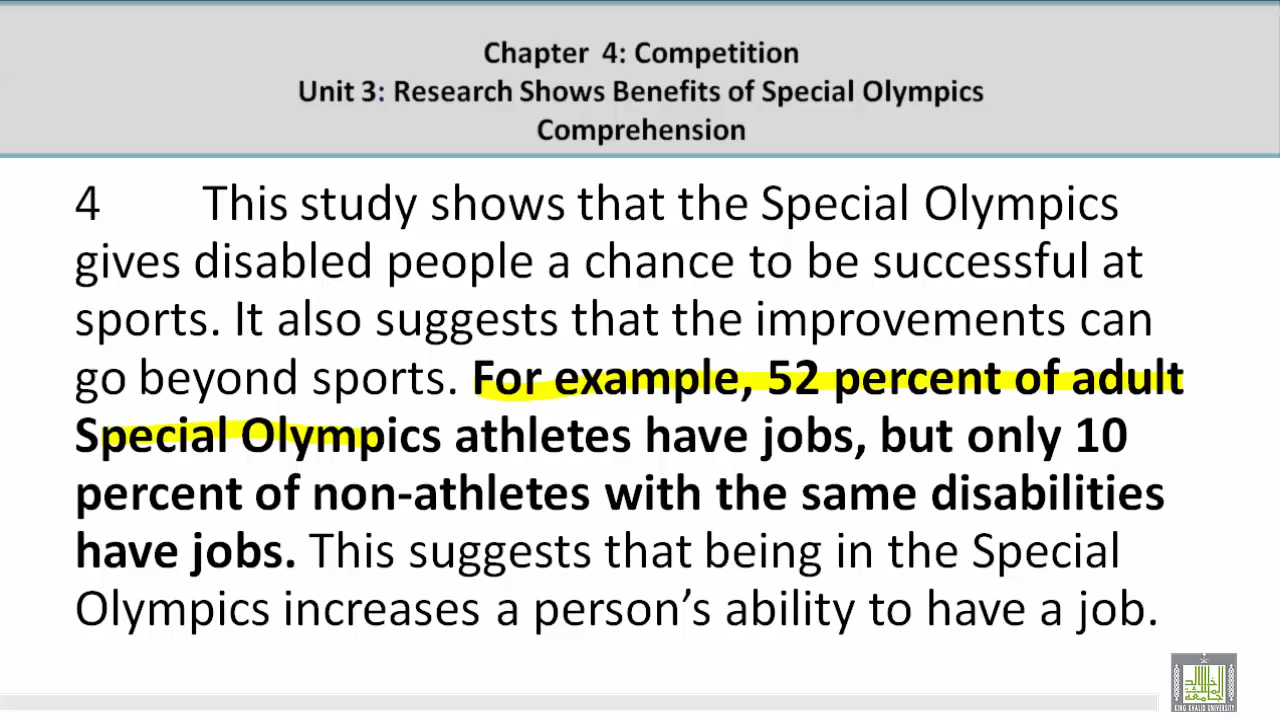 Chapter 4: Competition
Unit 3: Research Shows Benefits of Special Olympics
Comprehension
4 This study shows that the Special Olympics
gives disabled people a chance to be successful at
sports. It also suggests that the improvements can
go beyond sports. For example, 52 percent of adult
Special Olympics athletes have jobs, but only 10
percent of non-athletes with the same disabilities
have jobs. This suggests that being in the Special
Olympics increases a person’s ability to have a job.
KING KHALID UNIVERSITY